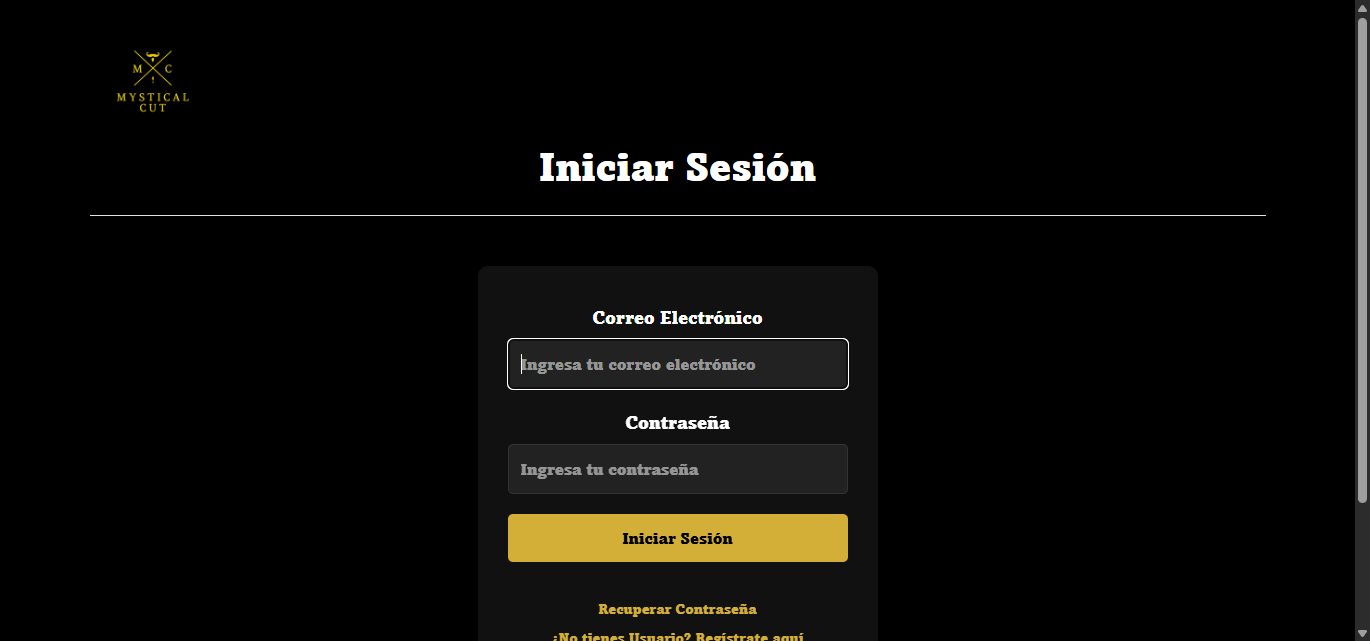 M C
MYSTICAL
CUT
Iniciar Sesión
Correo Electrónico
Ingresa tu correo electrónico
Contraseña
Ingresa tu contraseña
Iniciar Sesión
Recuperar Contraseña
¿No tienes Usuario? Regístrate aquí